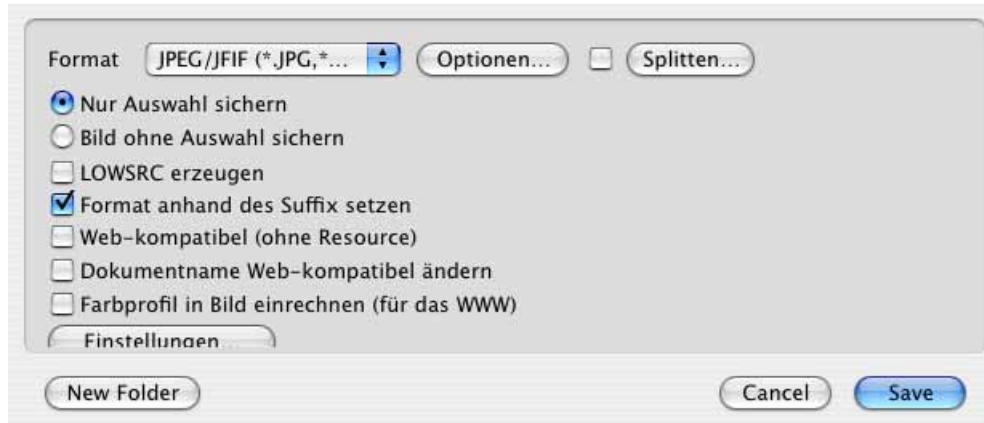 Format JPEG/JFIF (*.JPG,*... Optionen... Splitten...
Nur Auswahl sichern
Bild ohne Auswahl sichern
LOWSRC erzeugen
Format anhand des Suffix setzen
Web-kompatibel (ohne Resource)
Dokumentname Web-kompatibel ändern
Farbprofil in Bild einrechnen (für das WWW)
Einstellungen...
New Folder Cancel Save